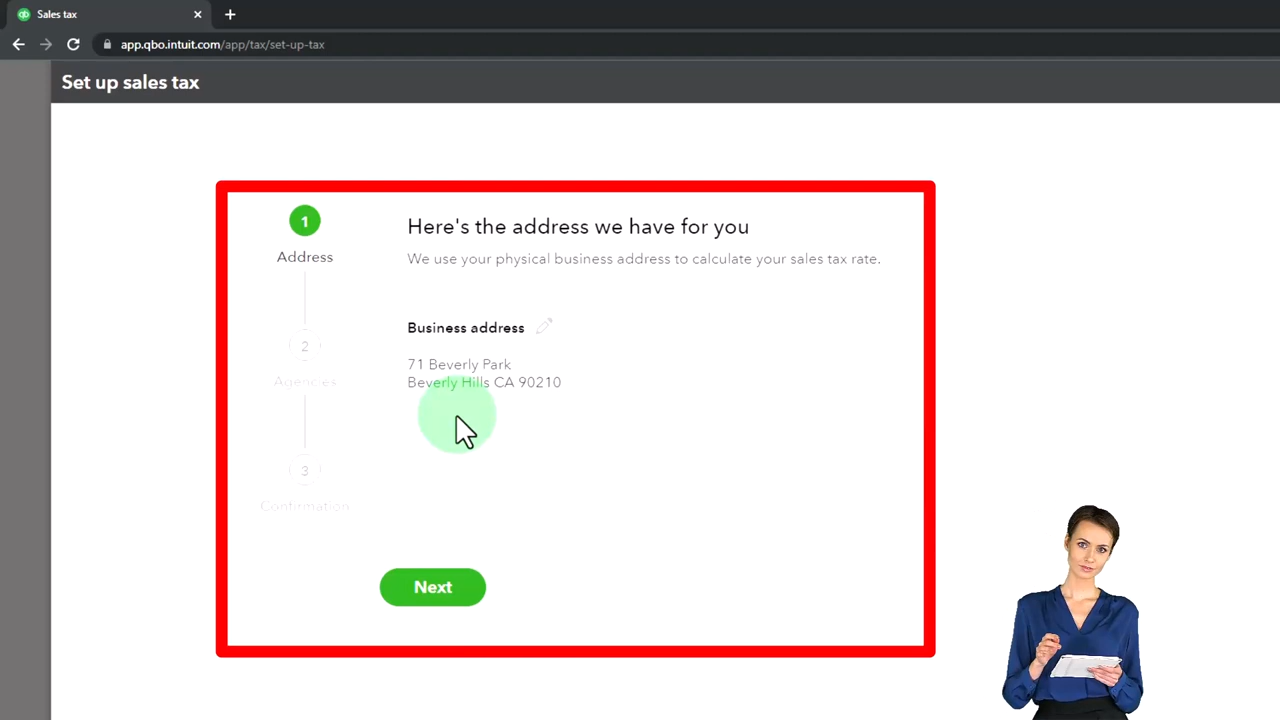 Sales tax
app.qbo.intuit.com/app/tax/set-up-tax
Set up sales tax
1
Address
2
Agencies
3
Confirmation
Here's the address we have for you
We use your physical business address to calculate your sales tax rate.
Business address
71 Beverly Park
Beverly Hills CA 90210
Next